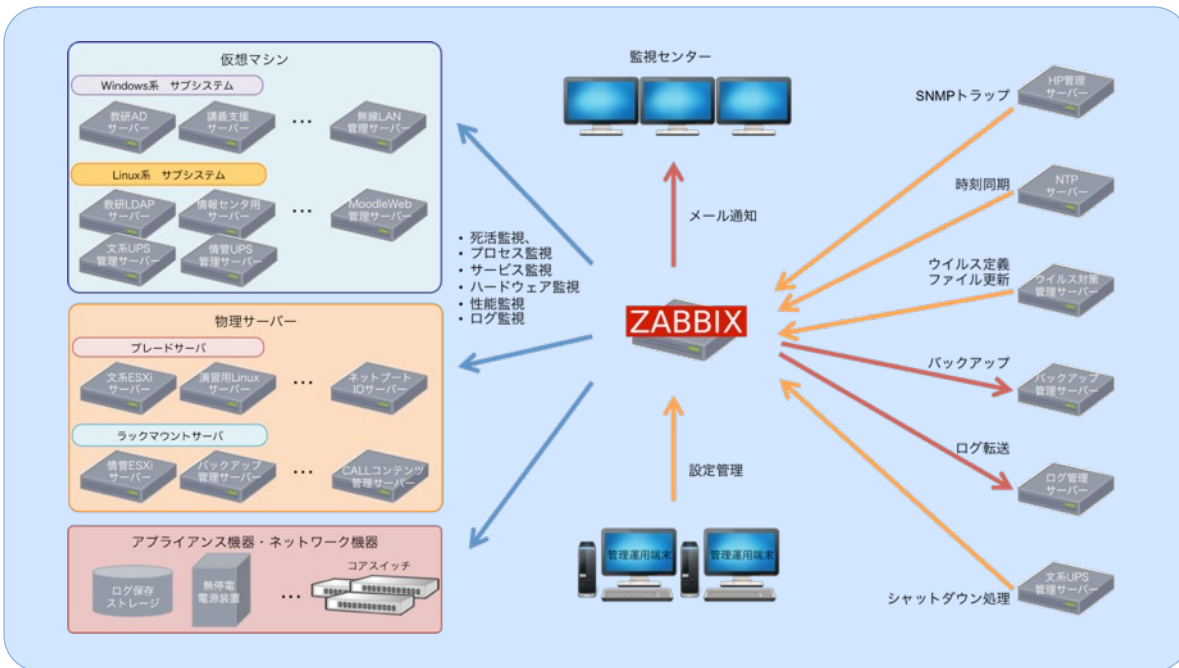 仮想マシン
Windows系　サブシステム
教研AD
サーバー
講義支援
サーバー
・・・
無線LAN
管理サーバー
Linux系　サブシステム
教研LDAP
サーバー
情報センタ用
サーバー
・・・
MoodleWeb
管理サーバー
文系UPS
管理サーバー
情管UPS
管理サーバー
物理サーバー
ブレードサーバ
文系ESXi
サーバー
演習用Linux
サーバー
・・・
ネットブート
IOサーバー
ラックマウントサーバ
情管ESXi
サーバー
バックアップ
管理サーバー
・・・
CALLコンテンツ
管理サーバー
アプライアンス機器・ネットワーク機器
ログ保存
ストレージ
無停電
電源装置
・・・
コアスイッチ
・死活監視、
・プロセス監視
・サービス監視
・ハードウェア監視
・性能監視
・ログ監視
監視センター
メール通知
ZABBIX
設定管理
管理運用端末
管理運用端末
SNMPトラップ
HP管理
サーバー
時刻同期
NTP
サーバー
ウイルス定義
ファイル更新
ウイルス対策
管理サーバー
バックアップ
バックアップ
管理サーバー
ログ転送
ログ管理
サーバー
シャットダウン処理
文系UPS
管理サーバー